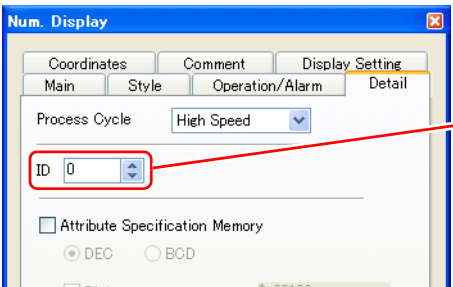 Num. Display
Coordinates Comment Display Setting
Main Style Operation/Alarm Detail
Process Cycle High Speed
ID 0
Attribute Specification Memory
DEC BCD